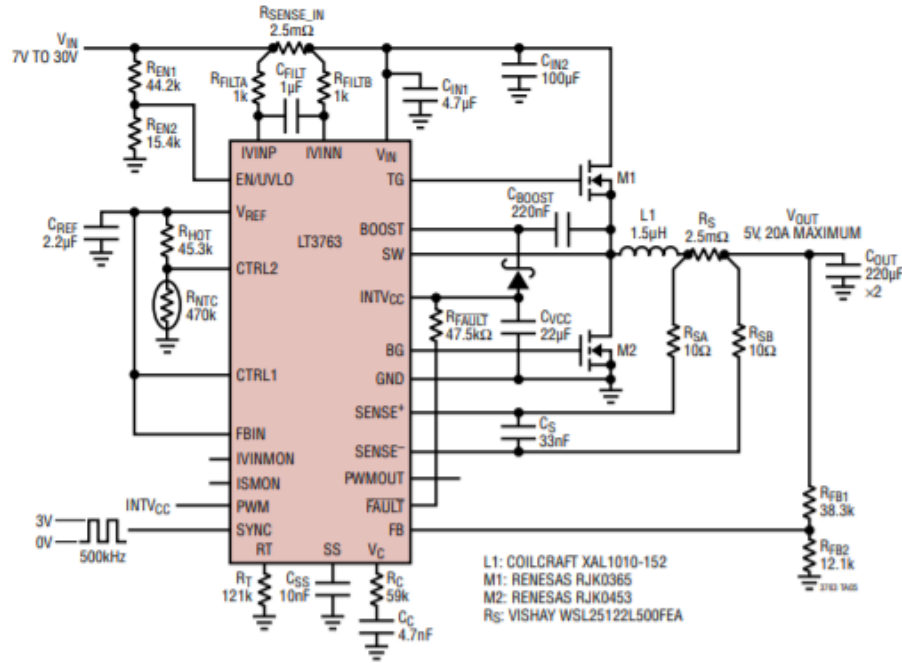 RSENSE_IN
2.5mΩ
VIN
7V TO 30V
REN1
44.2k
RFILTA
1k
CFILT
1µF
RFILTB
1k
CIN1
4.7µF
CIN2
100µF
REN2
15.4k
IVINP
IVINN
VIN
EN/UVLO
TG
M1
CBOOST
220nF
VREF
CREF
2.2µF
RHOT
45.3k
LT3763
BOOST
L1
1.5µH
RS
2.5mΩ
VOUT
5V, 20A MAXIMUM
SW
COUT
220µF
×2
CTRL2
RNTC
470k
INTVCC
RFAULT
47.5kΩ
CVCC
22µF
RSA
10Ω
RSB
10Ω
BG
M2
CTRL1
GND
SENSE+
FBIN
CS
33nF
SENSE–
IVINMON
PWMOUT
ISMON
INTVCC
PWM
FAULT
RFB1
38.3k
3V
0V
500kHz
SYNC
FB
RT
SS
VC
RFB2
12.1k
RT
121k
CSS
10nF
RC
59k
CC
4.7nF
L1: COILCRAFT XAL1010-152
M1: RENESAS RJK0365
M2: RENESAS RJK0453
RS: VISHAY WSL25122L500FEA
3763 TA05